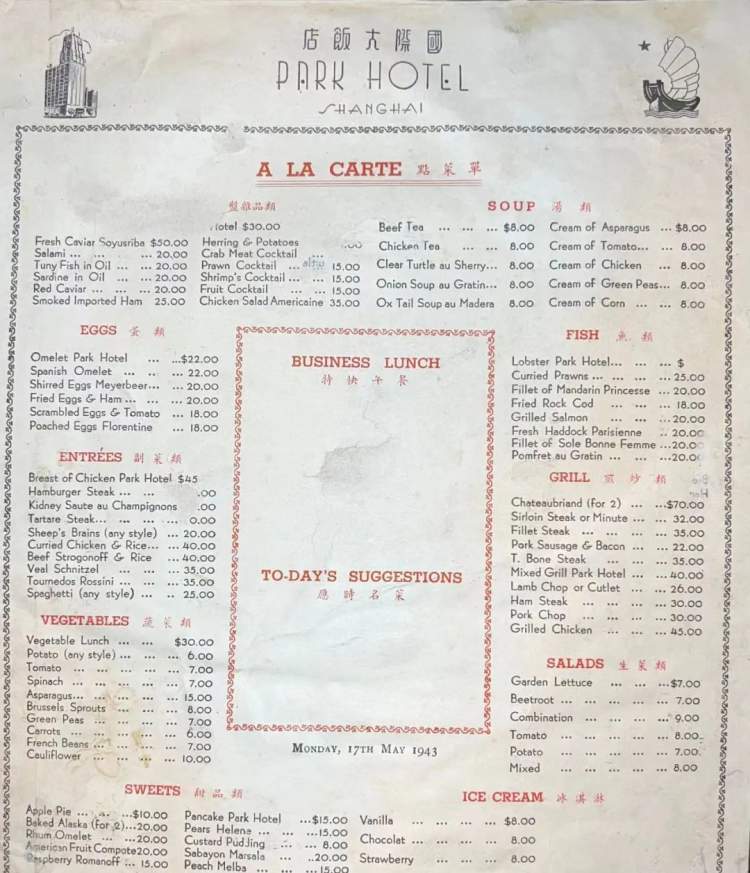 店飯大際國
PARK HOTEL
SHANGHAI
A LA CARTE 點菜單
盤雜品類
Hotel $30.00
Fresh Caviar Soyusriba $50.00
Salami ... ... ... 20.00
Tuny Fish in Oil ... ... 20.00
Sardine in Oil ... ... 20.00
Red Caviar ... ... ... 20.00
Smoked Imported Ham 25.00
Herring & Potatoes .00
Crab Meat Cocktail ...
Prawn Cocktail ... 15.00
Shrimp's Cocktail ... ... 15.00
Fruit Cocktail ... ... 15.00
Chicken Salad Americaine 35.00
SOUP 湯類
Beef Tea ... ... ... $8.00
Chicken Tea ... ... 8.00
Clear Turtle au Sherry... 8.00
Onion Soup au Gratin... 8.00
Ox Tail Soup au Madera 8.00
Cream of Asparagus ... $8.00
Cream of Tomato... ... 8.00
Cream of Chicken ... 8.00
Cream of Green Peas... 8.00
Cream of Corn ... ... 8.00
EGGS 蛋類
Omelet Park Hotel ... ...$22.00
Spanish Omelet ... ... 22.00
Shirred Eggs Meyerbeer... ... 20.00
Fried Eggs & Ham ... ... 20.00
Scrambled Eggs & Tomato ... 18.00
Poached Eggs Florentine ... 18.00
ENTRÉES 副菜類
Breast of Chicken Park Hotel $45
Hamburger Steak ... ... .00
Kidney Saute au Champignons .00
Tartare Steak... ... ... ... 0.00
Sheep's Brains (any style) ... 20.00
Curried Chicken & Rice... ... 40.00
Beef Strogonoff & Rice ... 40.00
Veal Schnitzel ... ... 35.00
Tournedos Rossini ... ... 35.00
Spaghetti (any style) ... .. 25.00
VEGETABLES 蔬菜類
Vegetable Lunch ... ... $30.00
Potato (any style) ... ... ... 6.00
Tomato ... ... ... ... 7.00
Spinach ... ... ... ... 7.00
Asparagus... ... ... ... 15.00
Brussels Sprouts ... ... 8.00
Green Peas ... ... ... 7.00
Carrots ... ... ... ... 6.00
French Beans ... ... ... 7.00
Cauliflower ... ... ... 10.00
BUSINESS LUNCH
特快午餐
TO-DAY'S SUGGESTIONS
應時名菜
MONDAY, 17TH MAY 1943
FISH 魚類
Lobster Park Hotel... ... ... $
Curried Prawns ... ... ... ...25.00
Fillet of Mandarin Princesse ... 20.00
Fried Rock Cod ... ... ... 18.00
Grilled Salmon ... ... ... 20.00
Fresh Haddock Parisienne .. 20.00
Fillet of Sole Bonne Femme ...20.0
Pomfret au Gratin ... ... ...20.0
GRILL 煎炒類
Chateaubriand (for 2) ... ...$70.00
Sirloin Steak or Minute ... ... 32.00
Fillet Steak ... ... ... ... 35.00
Pork Sausage & Bacon ... ... 22.00
T. Bone Steak ... ... ... 35.00
Mixed Grill Park Hotel ... ...40.00
Lamb Chop or Cutlet ... ... 26.00
Ham Steak ... ... ... ... 30.00
Pork Chop ... ... ... ... 30.00
Grilled Chicken ... ... ... 45.00
SALADS 生菜類
Garden Lettuce ... ... ...$7.00
Beetroot ... ... ... ... 7.00
Combination ... ... ... ... 9.00
Tomato ... ... ... ... 8.00
Potato ... ... ... ... 7.00
Mixed ... ... ... ... 8.00
SWEETS 甜品類
Apple Pie ... ... ...$10.00
Baked Alaska (for 2)...20.00
Rhum Omelet ... ...20.00
American Fruit Compote20.00
Raspberry Romanoff ... 15.00
Pancake Park Hotel ...$15.00
Pears Helene ... ... ...15.00
Custard Pudding ... ... 8.00
Sabayon Marsala ... ..20.00
Peach Melba ... ... ... 15.00
ICE CREAM 冰淇淋
Vanilla ... ... ... $8.00
Chocolat ... ... ... 8.00
Strawberry ... ... 8.00